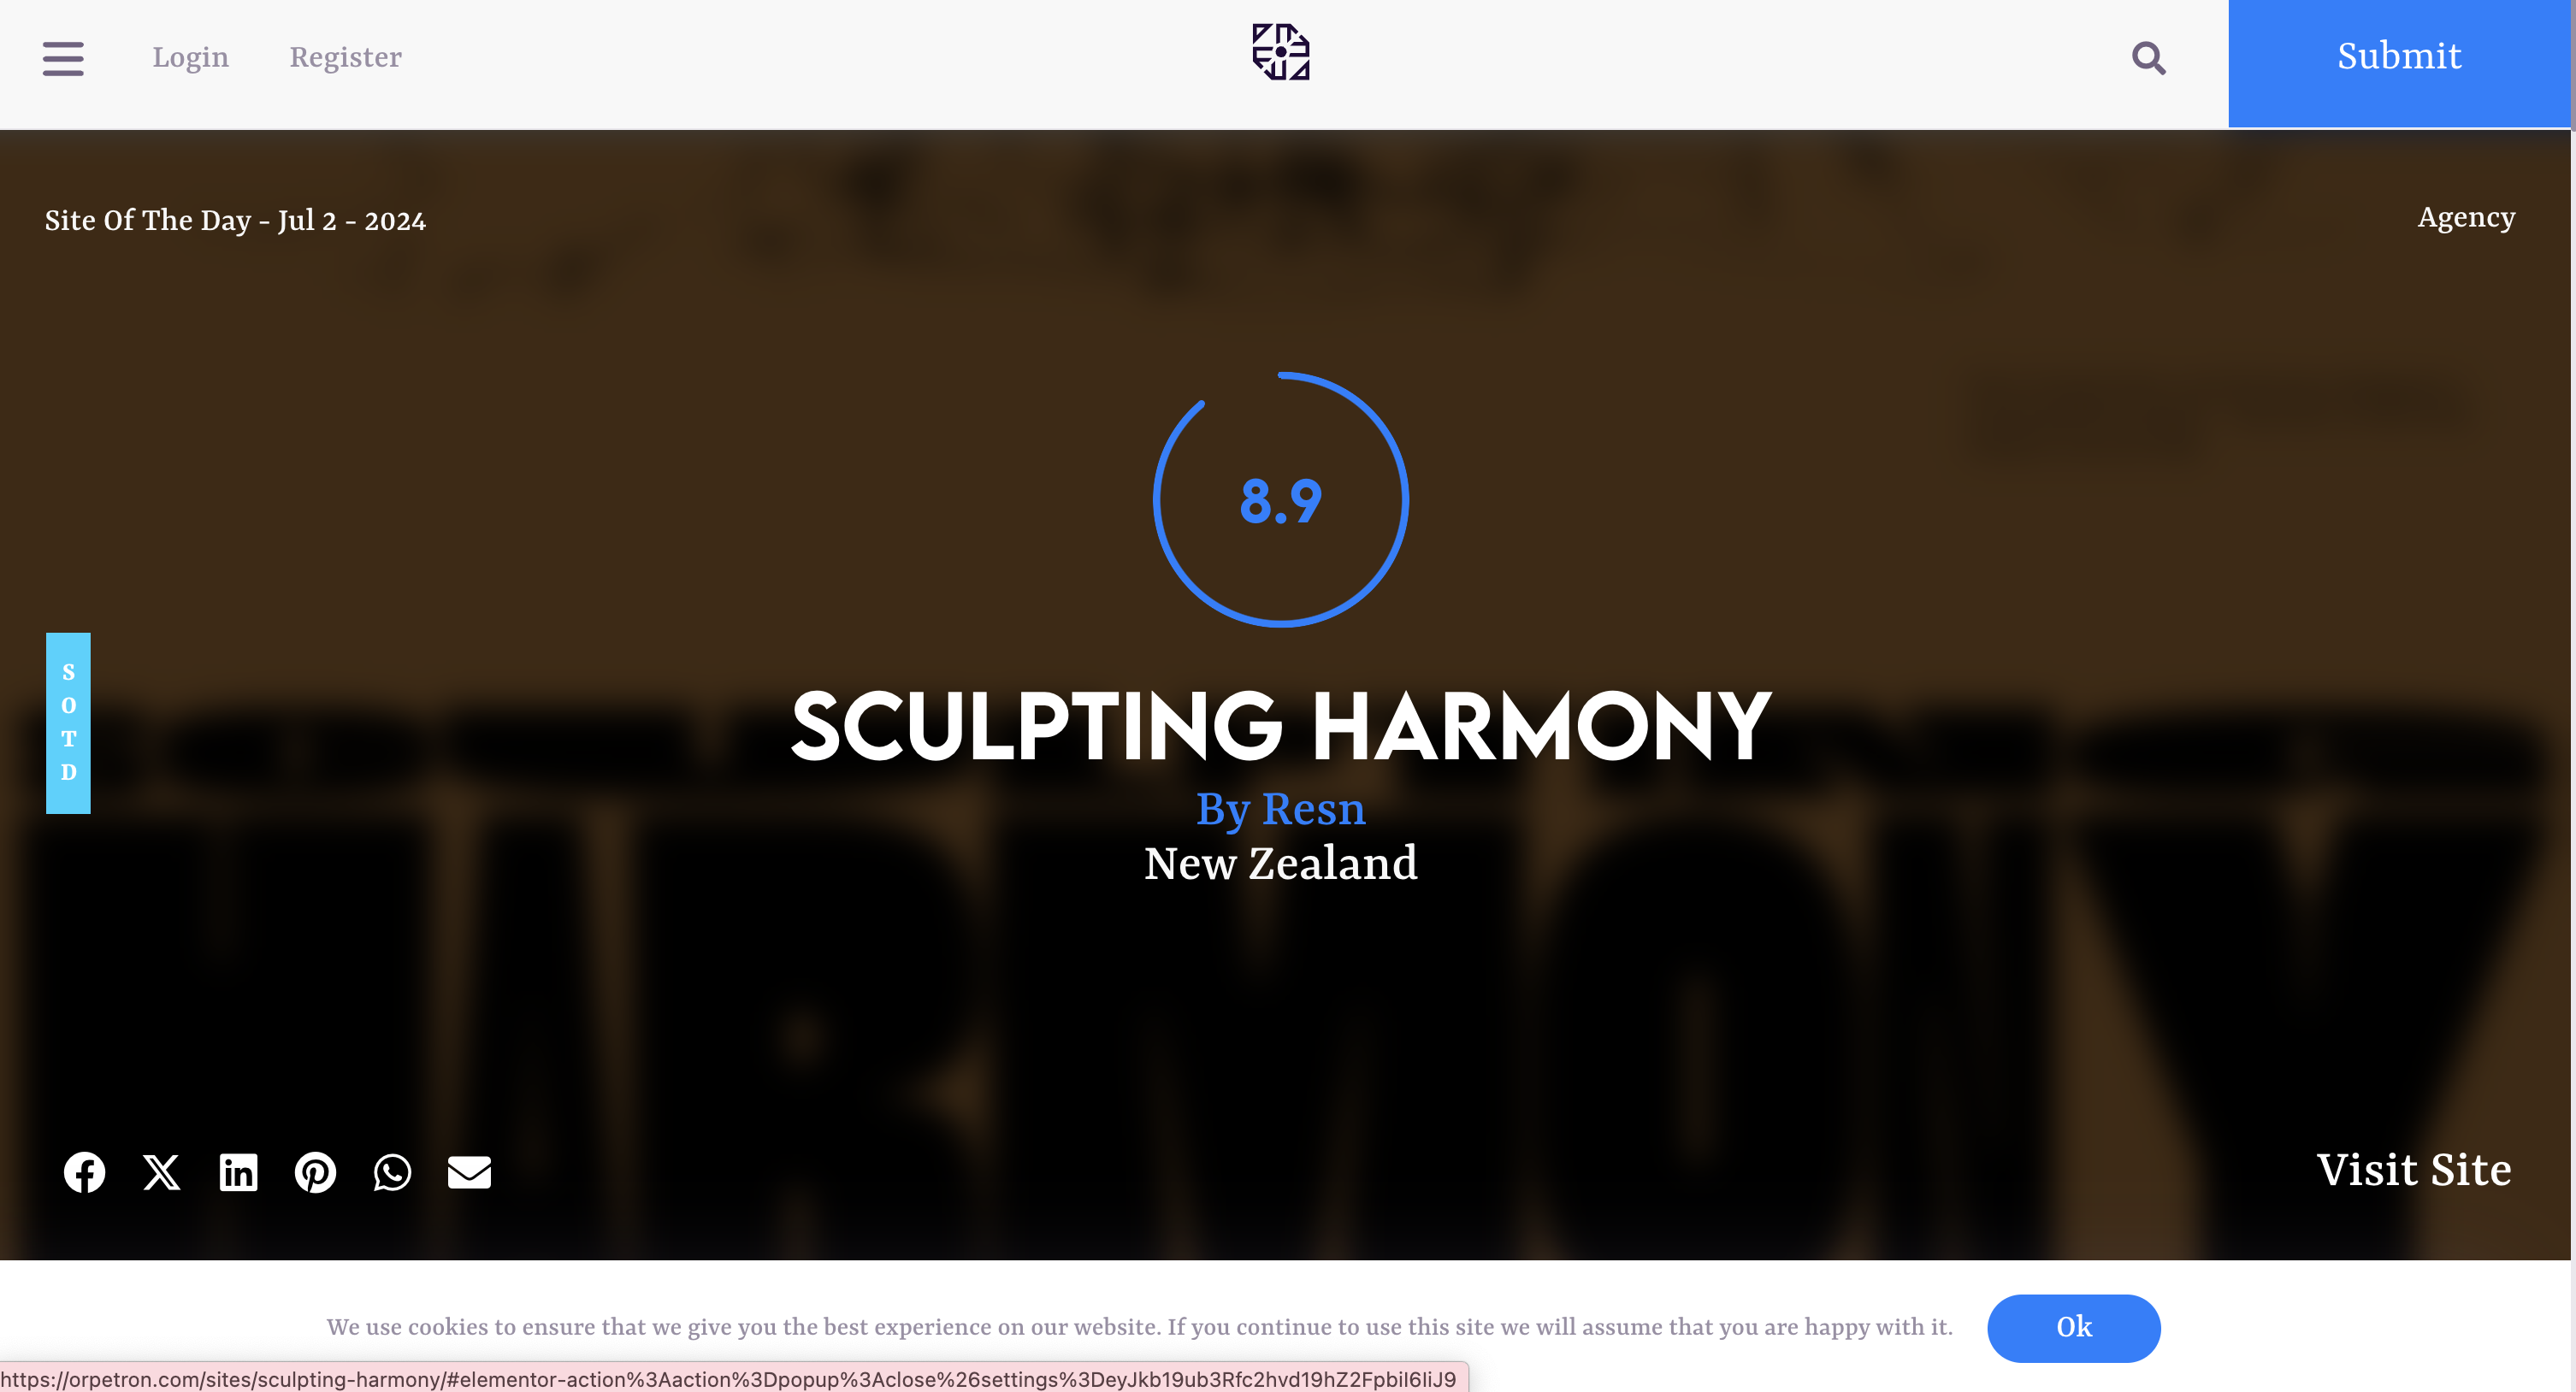 Login
Register
Submit
Site Of The Day - Jul 2 - 2024
Agency
8.9
S
O
T
D
SCULPTING HARMONY
By Resn
New Zealand
HARMONY
Visit Site
We use cookies to ensure that we give you the best experience on our website. If you continue to use this site we will assume that you are happy with it.
Ok
https://orpetron.com/sites/sculpting-harmony/#elementor-action%3Aaction%3Dpopup%3Aclose%26settings%3DeyJkb19ub3Rfc2hvd19hZ2FpbiI6IiJ9